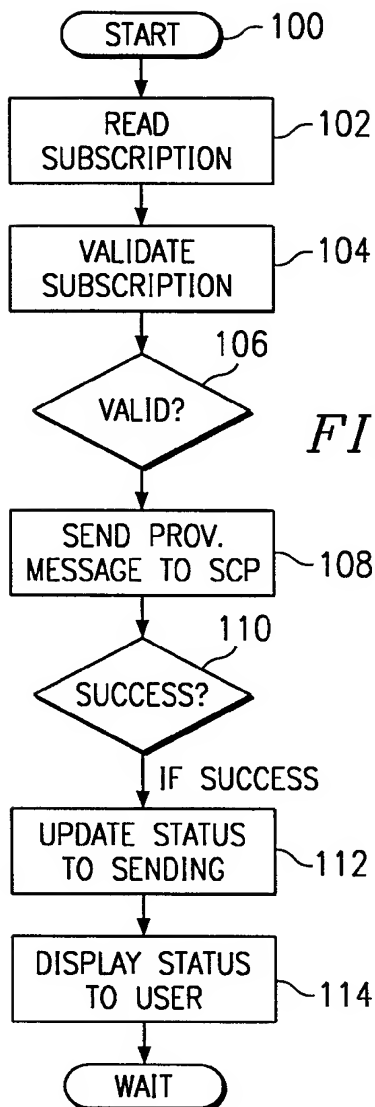 START
100
READ
SUBSCRIPTION
102
VALIDATE
SUBSCRIPTION
104
106
VALID?
FI
SEND PROV.
MESSAGE TO SCP
108
110
SUCCESS?
IF SUCCESS
UPDATE STATUS
TO SENDING
112
DISPLAY STATUS
TO USER
114
WAIT